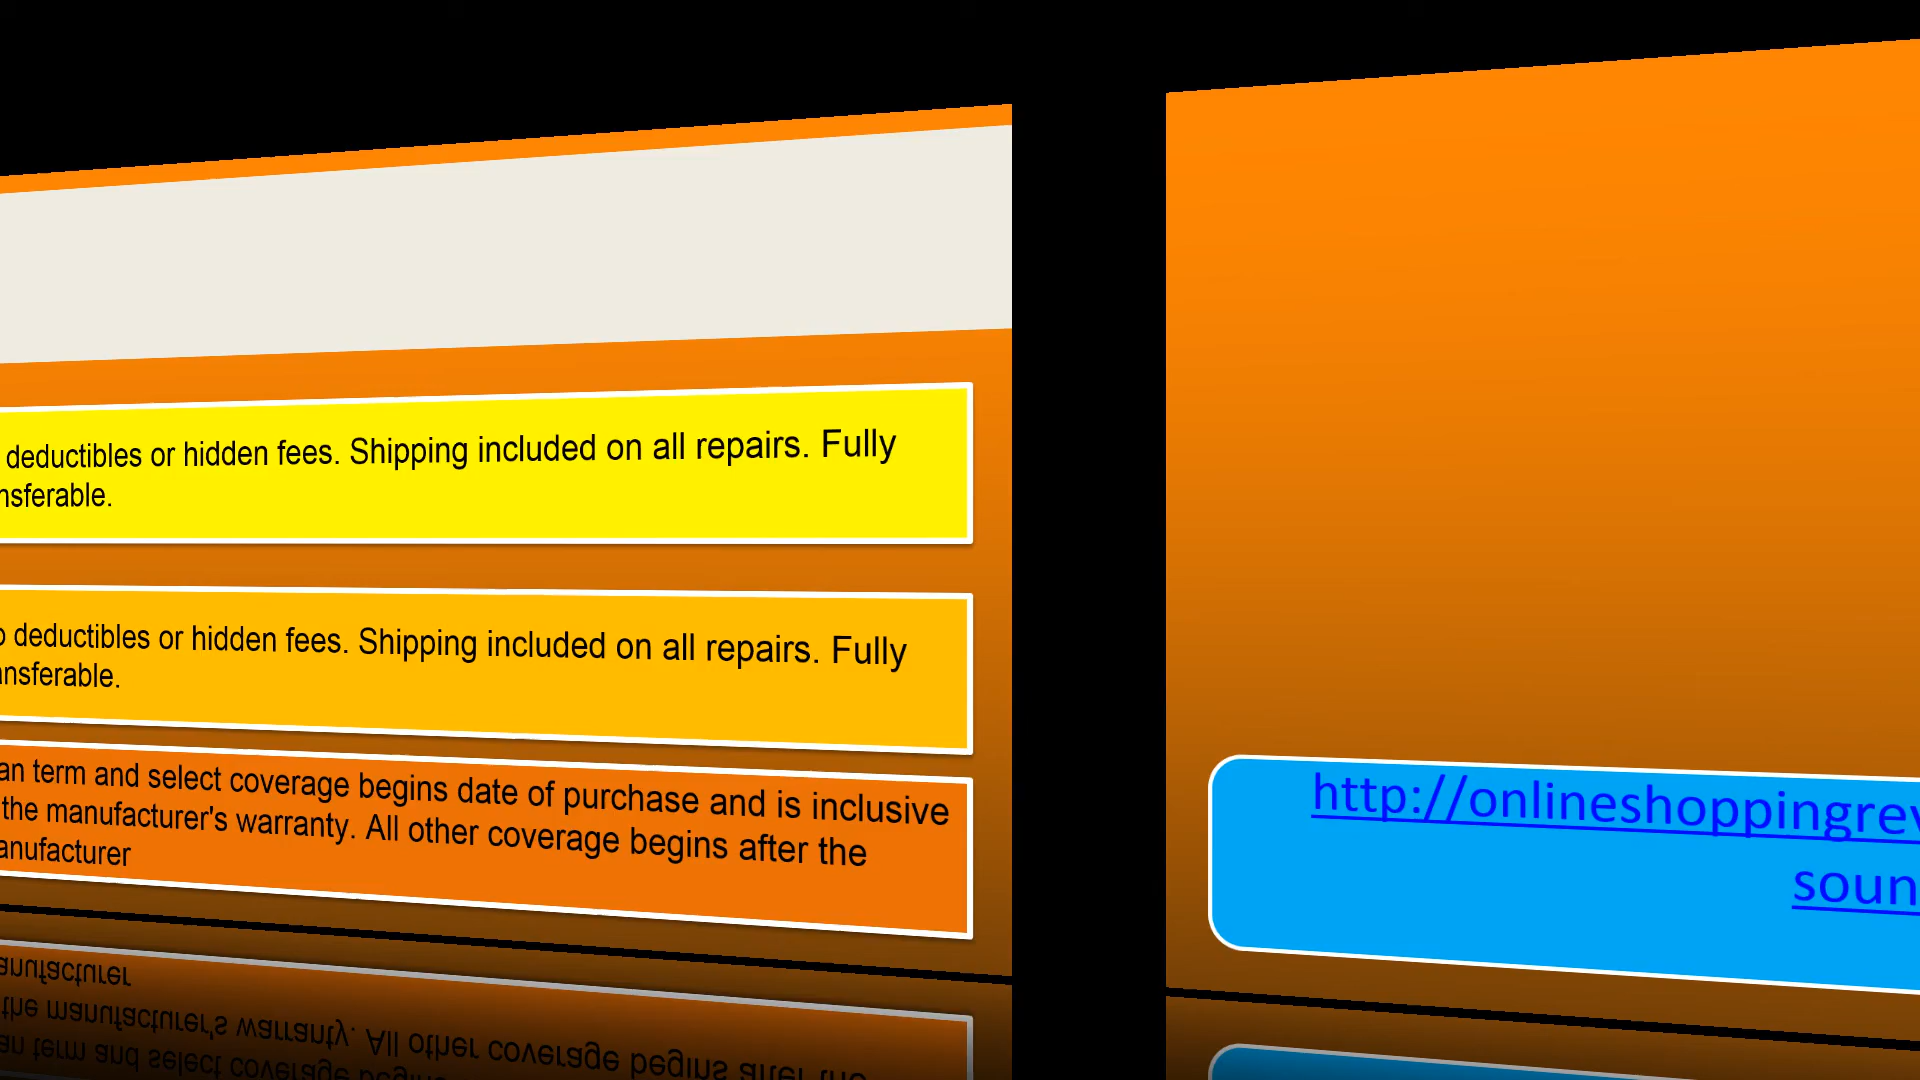 deductibles or hidden fees. Shipping included on all repairs. Fully
nsferable.
deductibles or hidden fees. Shipping included on all repairs. Fully
ansferable.
an term and select coverage begins date of purchase and is inclusive
the manufacturer's warranty. All other coverage begins after the
anufacturer
http://onlineshoppingrev
soun